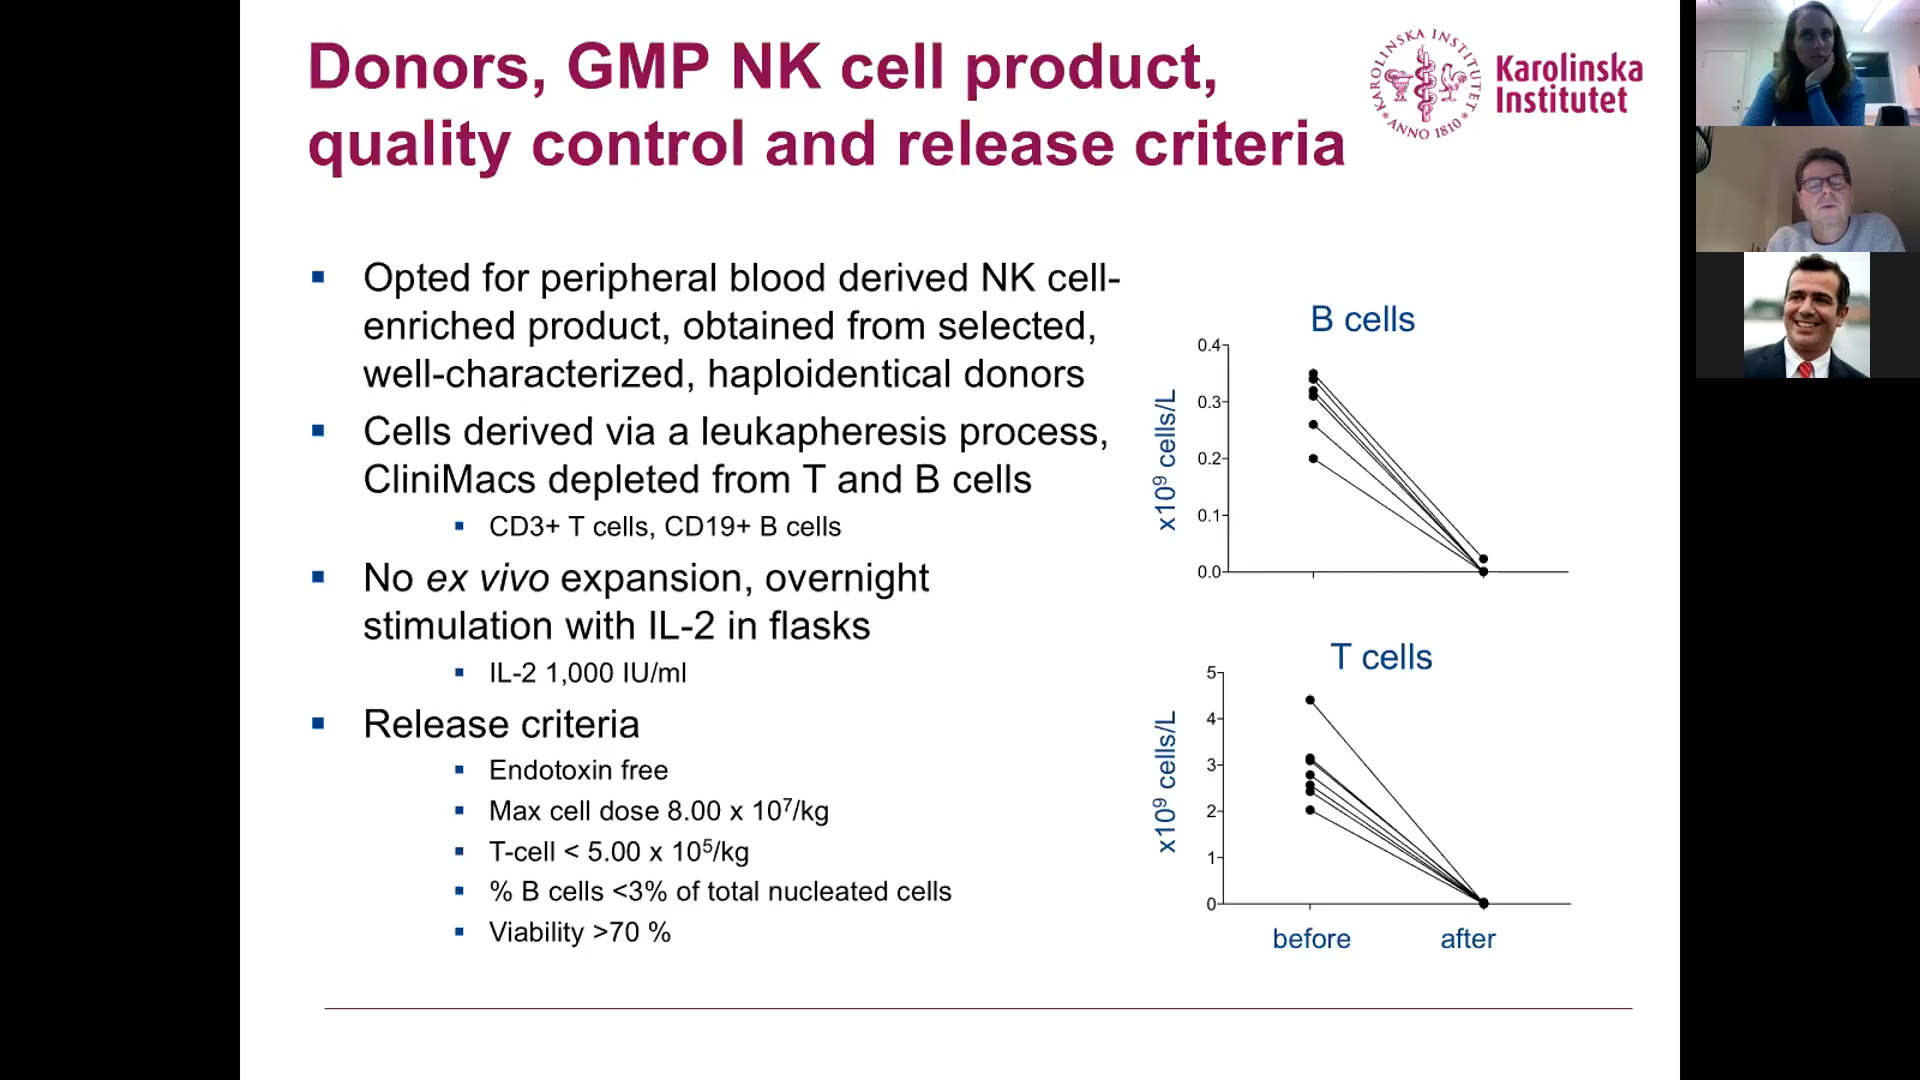 Donors, GMP NK cell product,
quality control and release criteria
KAROLINSKA INSTITUTET
ANNO 1810
Karolinska
Institutet
▪ Opted for peripheral blood derived NK cell-
enriched product, obtained from selected,
well-characterized, haploidentical donors
▪ Cells derived via a leukapheresis process,
CliniMacs depleted from T and B cells
▪ CD3+ T cells, CD19+ B cells
▪ No ex vivo expansion, overnight
stimulation with IL-2 in flasks
▪ IL-2 1,000 IU/ml
▪ Release criteria
▪ Endotoxin free
▪ Max cell dose 8.00 x 10⁷/kg
▪ T-cell < 5.00 x 10⁵/kg
▪ % B cells <3% of total nucleated cells
▪ Viability >70 %
B cells
x10⁹ cells/L
0.4
0.3
0.2
0.1
0.0
T cells
x10⁹ cells/L
5
4
3
2
1
0
before after